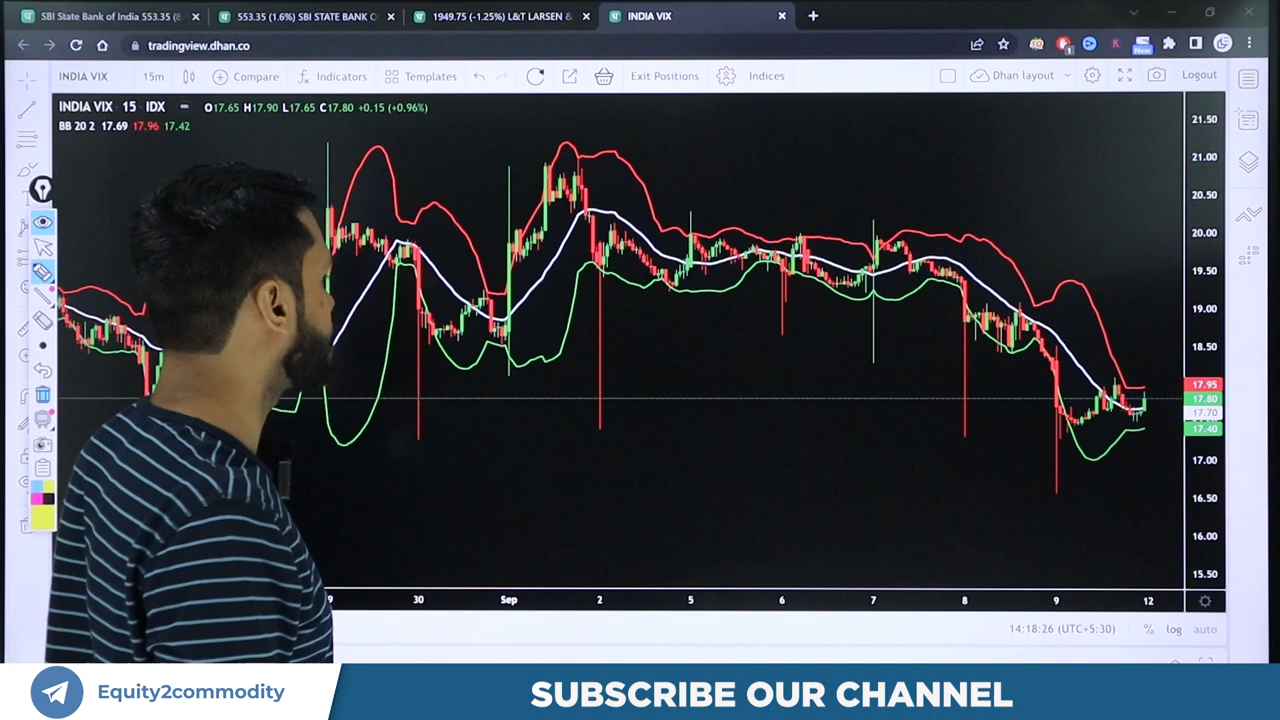 SBI State Bank of India 553.35 (8
553.35 (1.6%) SBI STATE BANK O
1949.75 (-1.25%) L&T LARSEN &
INDIA VIX
tradingview.dhan.co
1
New
INDIA VIX
15m
Compare
Indicators
Templates
Exit Positions
Indices
Dhan layout
Logout
INDIA VIX 15 IDX
O17.65 H17.90 L17.65 C17.80 +0.15 (+0.96%)
BB 20 2 17.69 17.96 17.42
21.50
21.00
20.50
20.00
19.50
19.00
18.50
17.95
17.80
17.70
17.40
17.00
16.50
16.00
15.50
9 30 Sep 2 5 6 7 8 9 12
14:18:26 (UTC+5:30) % log auto
Equity2commodity
SUBSCRIBE OUR CHANNEL